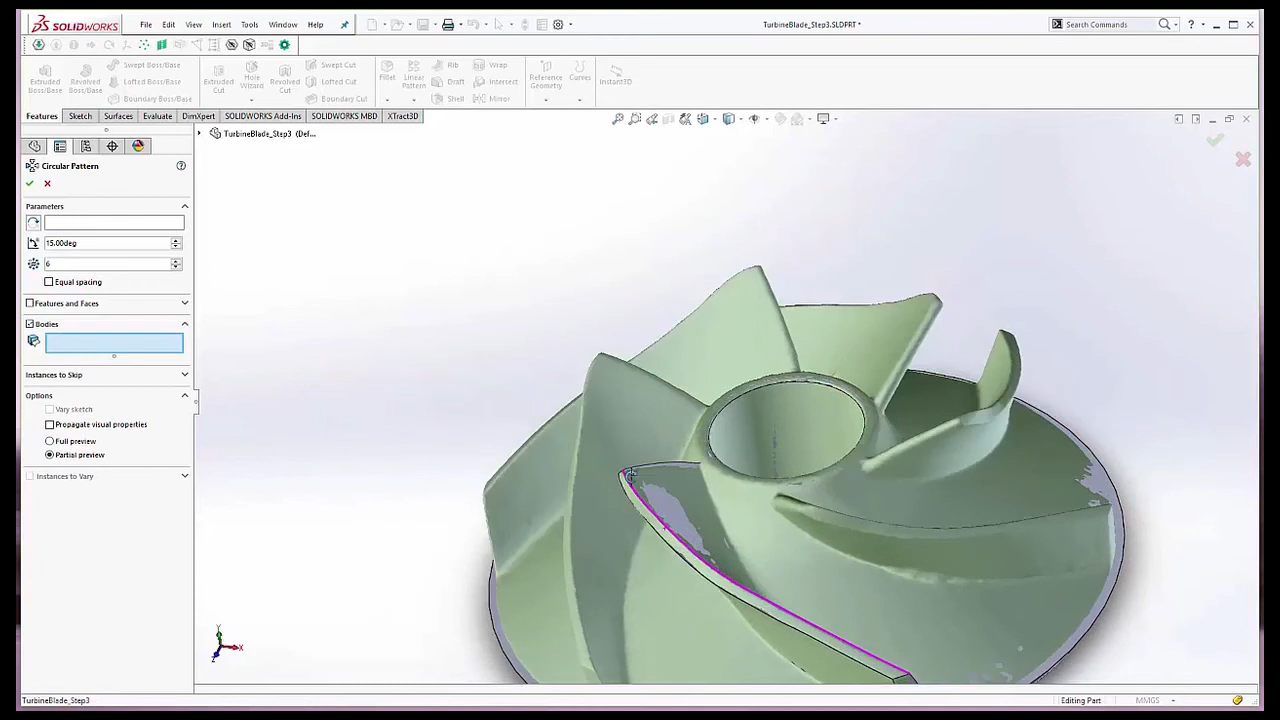 SOLIDWORKS File Edit View Insert Tools Window Help TurbineBlade_Step3.SLDPRT * Search Commands ?
Extruded Boss/Base Revolved Boss/Base Swept Boss/Base Lofted Boss/Base Boundary Boss/Base Extruded Cut Hole Wizard Revolved Cut Swept Cut Lofted Cut Boundary Cut Fillet Linear Pattern Rib Draft Shell Wrap Intersect Mirror Reference Geometry Curves Instant3D
Features Sketch Surfaces Evaluate DimXpert SOLIDWORKS Add-Ins SOLIDWORKS MBD XTract3D
TurbineBlade_Step3 (Def...
Circular Pattern
Parameters
15.00deg
6
Equal spacing
Features and Faces
Bodies
Instances to Skip
Options
Vary sketch
Propagate visual properties
Full preview
Partial preview
Instances to Vary
Y
X
Z
TurbineBlade_Step3 Editing Part MMGS